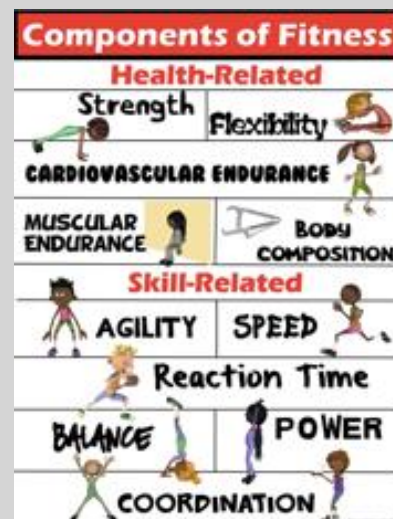 Components of Fitness
Health-Related
Strength
Flexibility
CARDIOVASCULAR ENDURANCE
MUSCULAR
ENDURANCE
BODY
COMPOSITION
Skill-Related
AGILITY
SPEED
Reaction Time
BALANCE
POWER
COORDINATION